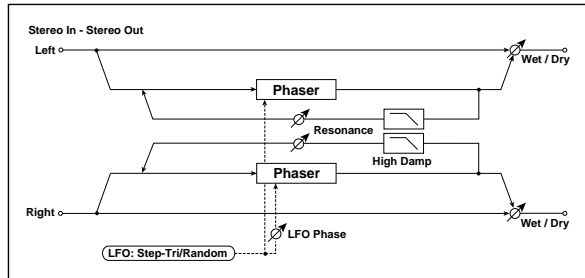 Stereo In - Stereo Out
Left
Wet / Dry
Phaser
Resonance
High Damp
Phaser
Right
LFO Phase
Wet / Dry
LFO: Step-Tri/Random